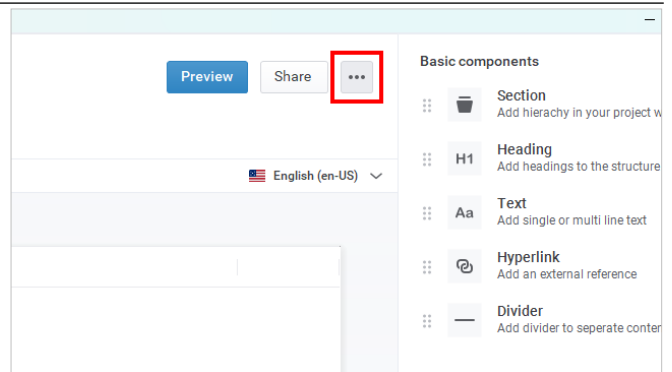 Preview
Share
•••
English (en-US)
Basic components
Section
Add hierachy in your project w
H1
Heading
Add headings to the structure
Aa
Text
Add single or multi line text
Hyperlink
Add an external reference
Divider
Add divider to seperate conter